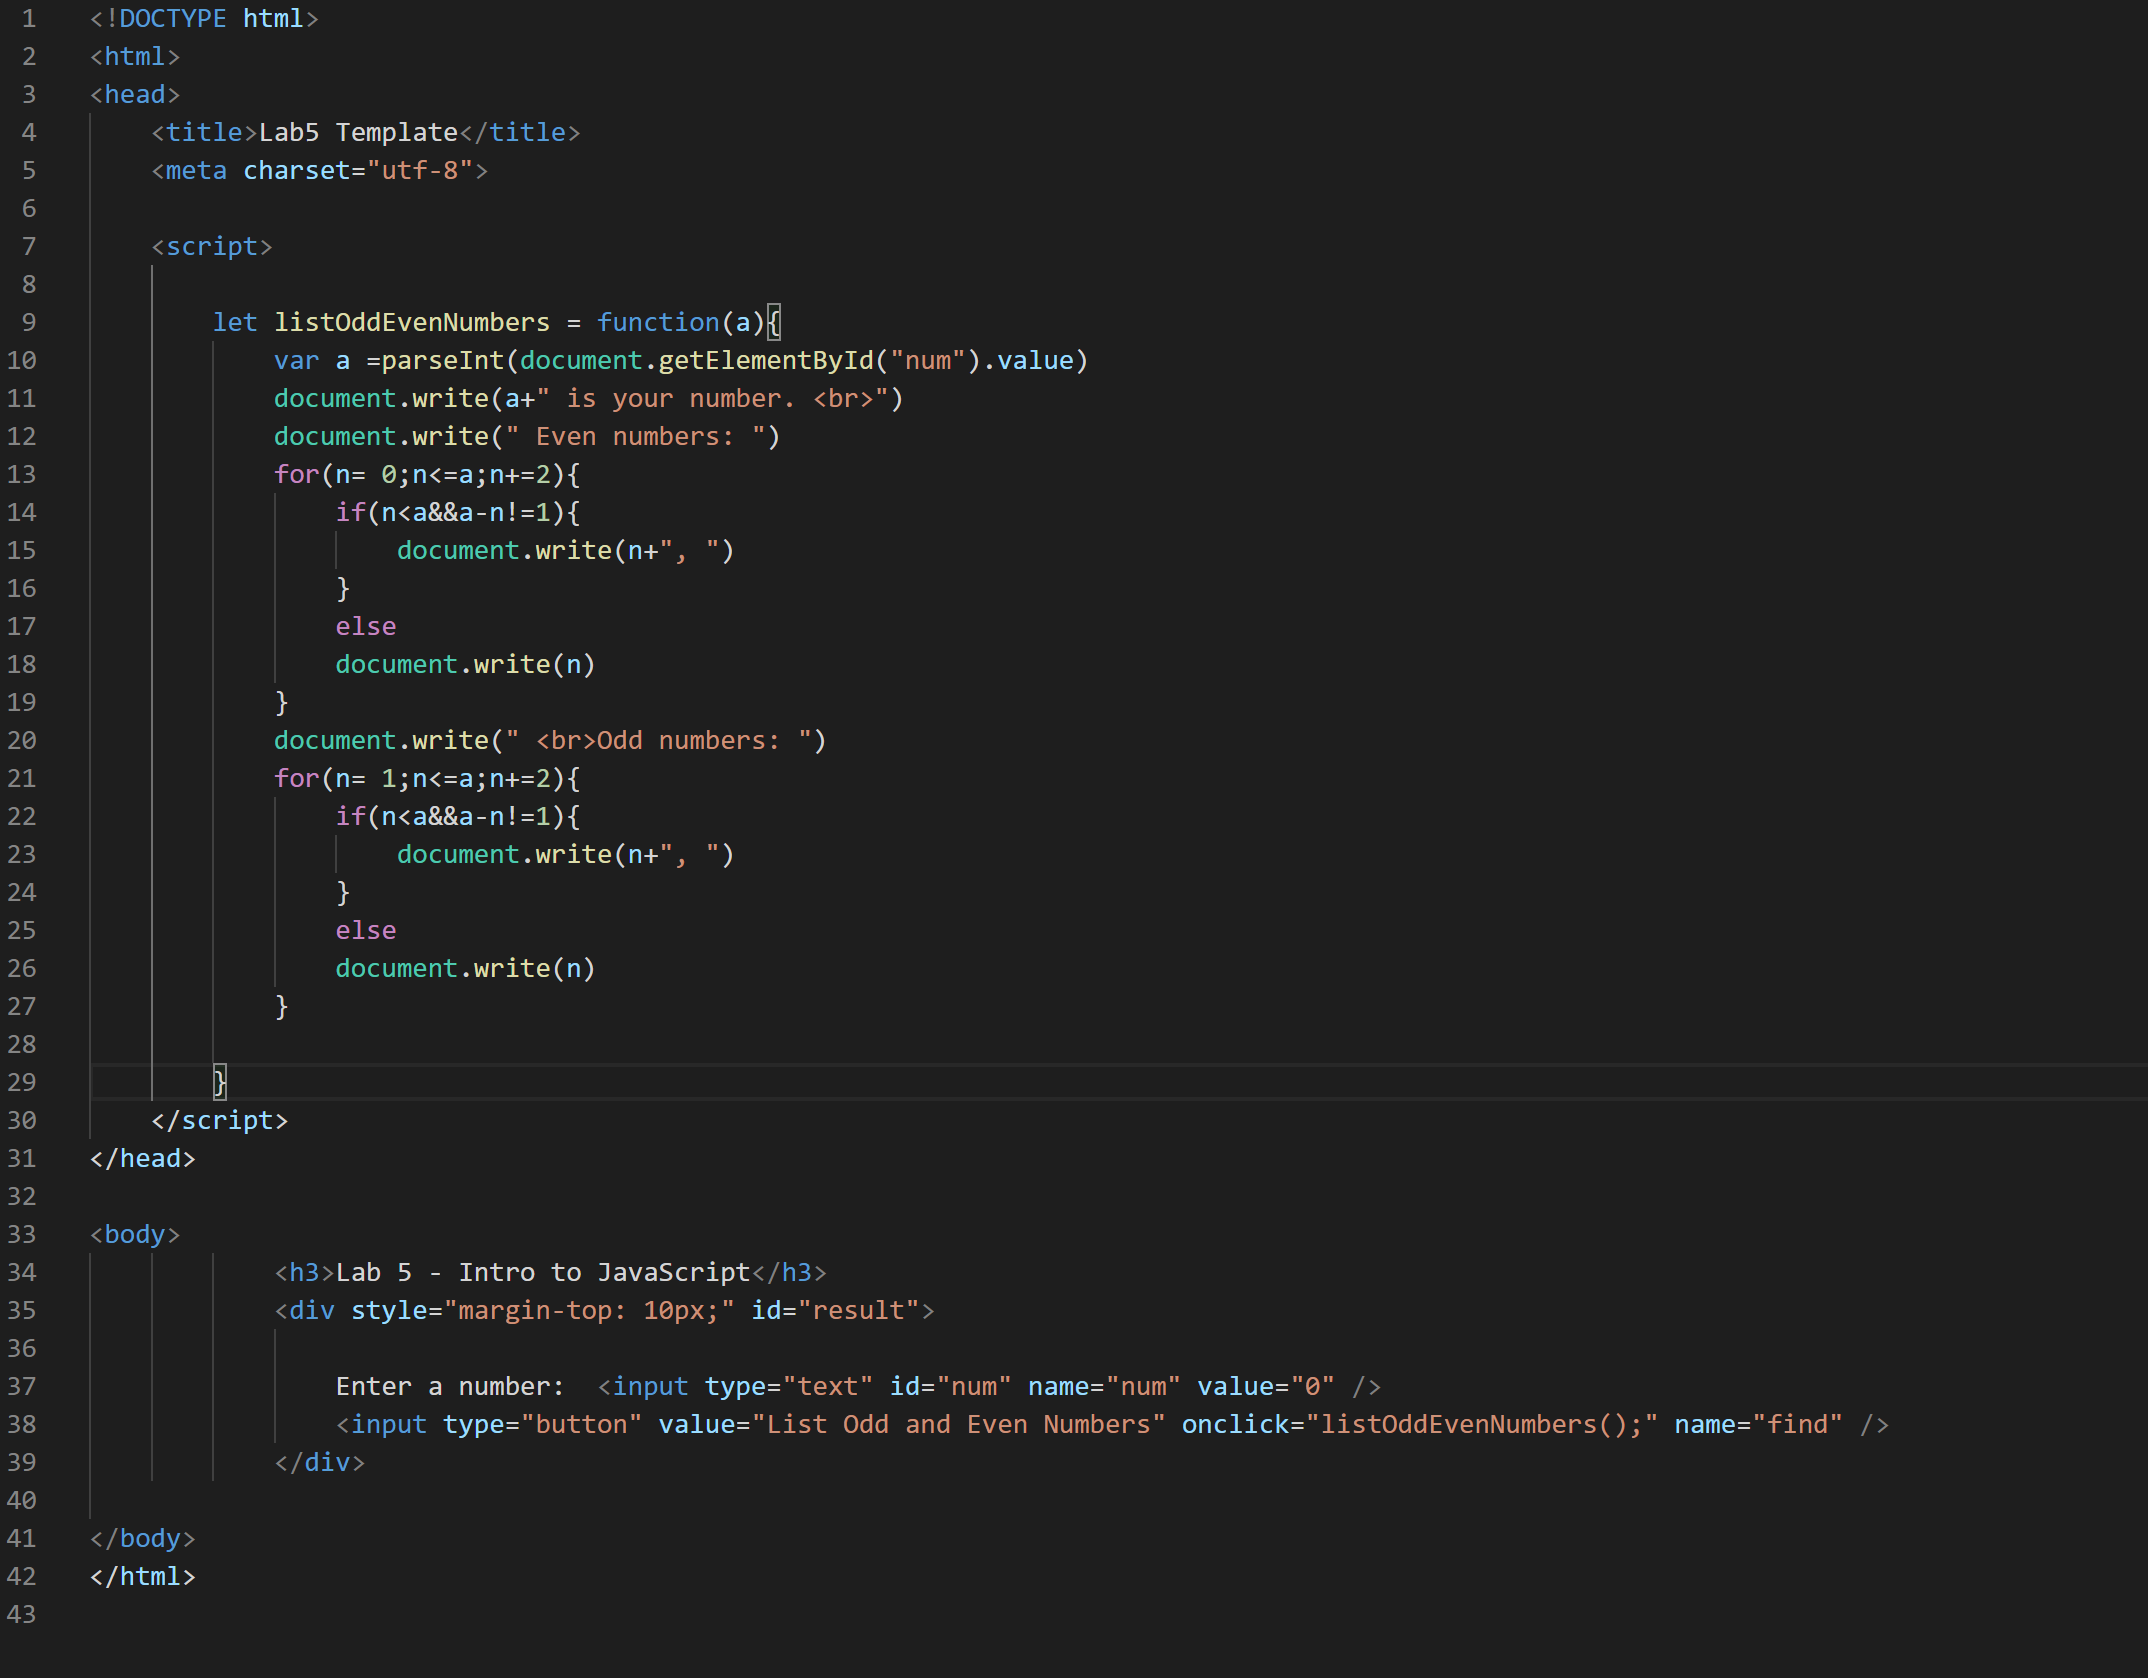 1 <!DOCTYPE html>
2 <html>
3 <head>
4     <title>Lab5 Template</title>
5     <meta charset="utf-8">
6
7     <script>
8
9         let listOddEvenNumbers = function(a){
10             var a =parseInt(document.getElementById("num").value)
11             document.write(a+" is your number. <br>")
12             document.write(" Even numbers: ")
13             for(n= 0;n<=a;n+=2){
14                 if(n<a&&a-n!=1){
15                     document.write(n+", ")
16                 }
17                 else
18                 document.write(n)
19             }
20             document.write(" <br>Odd numbers: ")
21             for(n= 1;n<=a;n+=2){
22                 if(n<a&&a-n!=1){
23                     document.write(n+", ")
24                 }
25                 else
26                 document.write(n)
27             }
28
29         }
30     </script>
31 </head>
32
33 <body>
34             <h3>Lab 5 - Intro to JavaScript</h3>
35             <div style="margin-top: 10px;" id="result">
36
37                 Enter a number:  <input type="text" id="num" name="num" value="0" />
38                 <input type="button" value="List Odd and Even Numbers" onclick="listOddEvenNumbers();" name="find" />
39             </div>
40
41 </body>
42 </html>
43